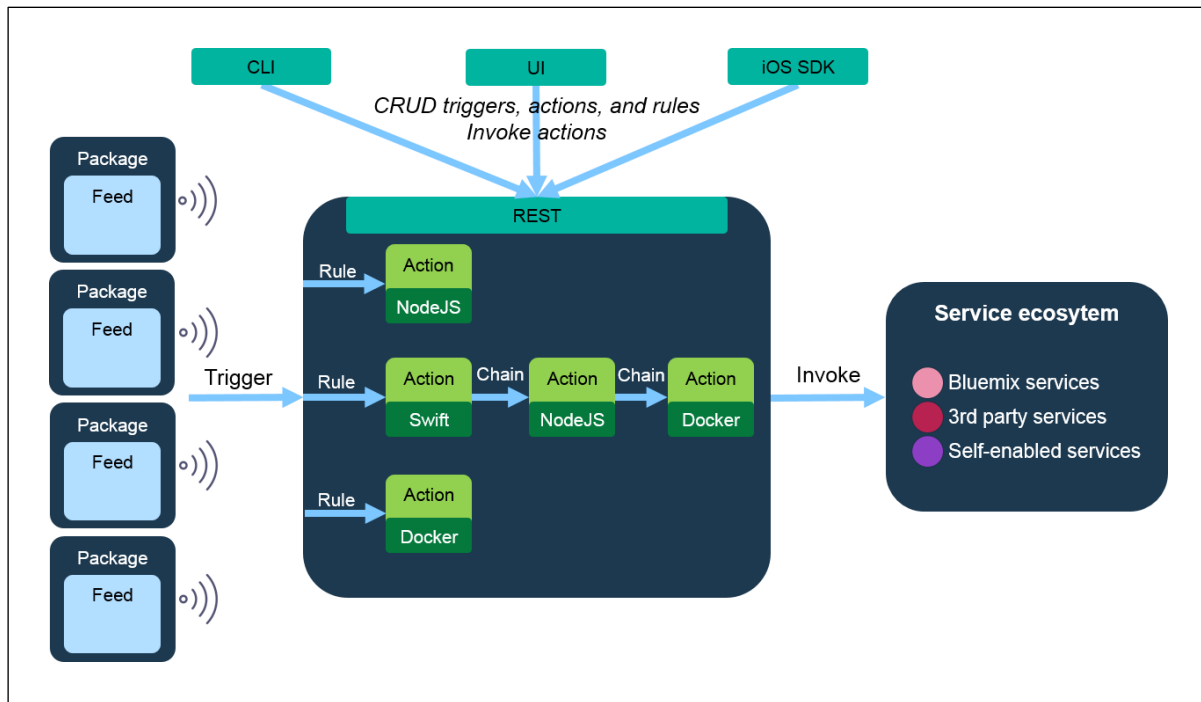 CLI
UI
iOS SDK
CRUD triggers, actions, and rules
Invoke actions
Package
Feed
Package
Feed
Package
Feed
Package
Feed
Trigger
REST
Rule
Action
NodeJS
Rule
Action
Swift
Chain
Action
NodeJS
Chain
Action
Docker
Rule
Action
Docker
Invoke
Service ecosytem
Bluemix services
3rd party services
Self-enabled services